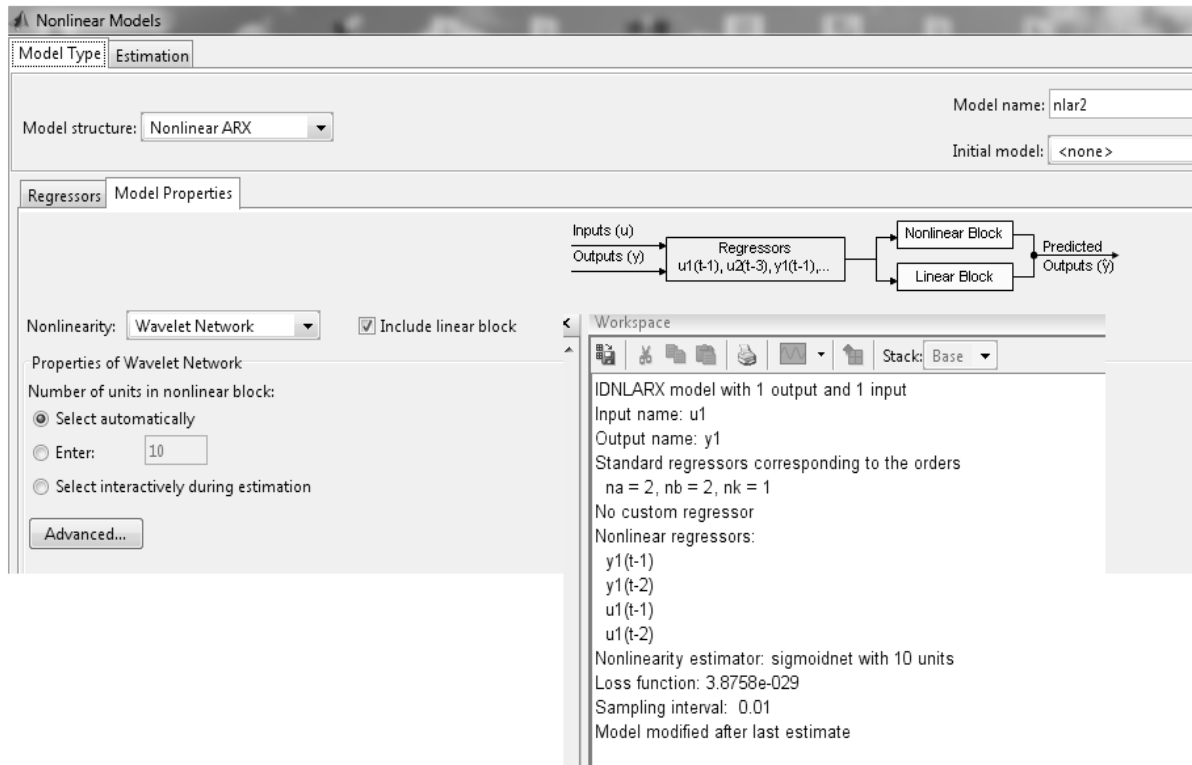 Nonlinear Models
Model Type Estimation
Model structure: Nonlinear ARX
Model name: nlar2
Initial model: <none>
Regressors Model Properties
Inputs (u)
Outputs (y)
Regressors
u1(t-1), u2(t-3), y1(t-1),...
Nonlinear Block
Linear Block
Predicted
Outputs (ŷ)
Nonlinearity: Wavelet Network Include linear block
Properties of Wavelet Network
Number of units in nonlinear block:
Select automatically
Enter: 10
Select interactively during estimation
Advanced...
Workspace
Stack: Base
IDNLARX model with 1 output and 1 input
Input name: u1
Output name: y1
Standard regressors corresponding to the orders
na = 2, nb = 2, nk = 1
No custom regressor
Nonlinear regressors:
y1(t-1)
y1(t-2)
u1(t-1)
u1(t-2)
Nonlinearity estimator: sigmoidnet with 10 units
Loss function: 3.8758e-029
Sampling interval: 0.01
Model modified after last estimate